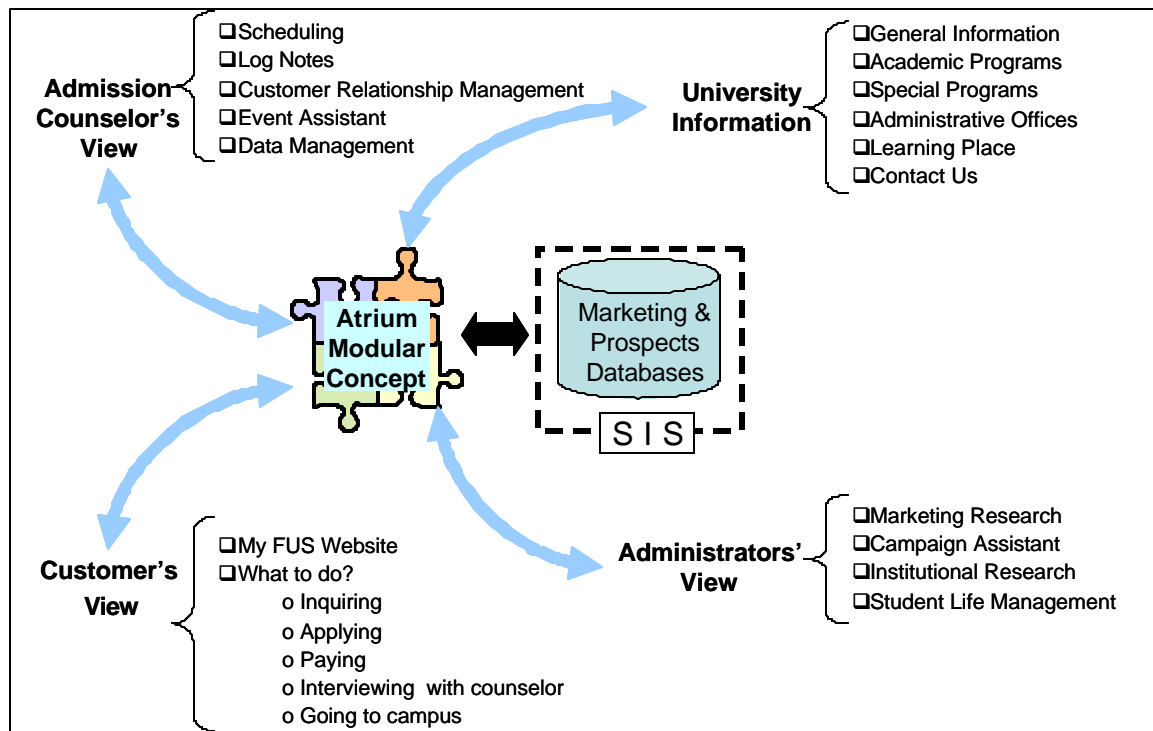 Admission
Counselor's
View
❑Scheduling
❑Log Notes
❑Customer Relationship Management
❑Event Assistant
❑Data Management
University
Information
❑General Information
❑Academic Programs
❑Special Programs
❑Administrative Offices
❑Learning Place
❑Contact Us
Atrium
Modular
Concept
Marketing &
Prospects
Databases
S I S
Customer's
View
❑My FUS Website
❑What to do?
o Inquiring
o Applying
o Paying
o Interviewing with counselor
o Going to campus
Administrators'
View
❑Marketing Research
❑Campaign Assistant
❑Institutional Research
❑Student Life Management